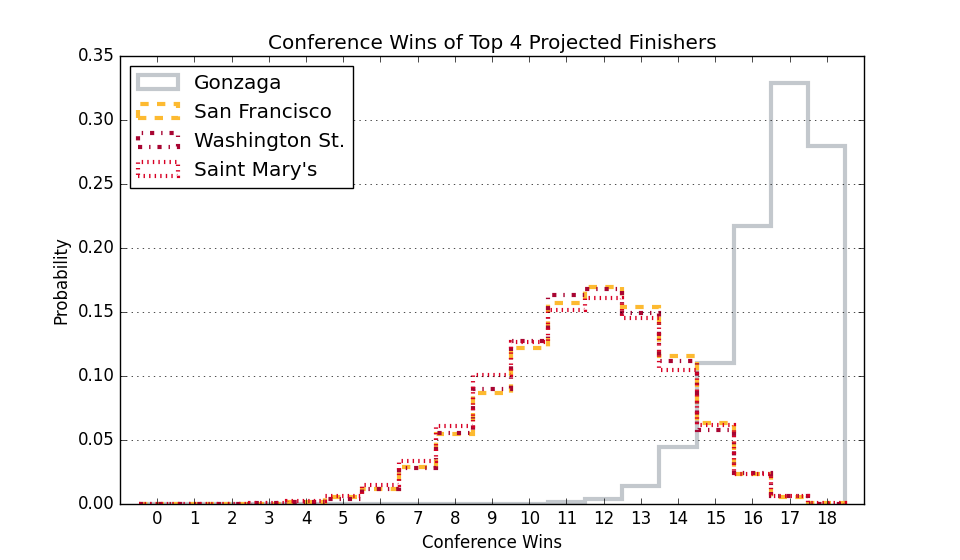 Conference Wins of Top 4 Projected Finishers
Gonzaga
San Francisco
Washington St.
Saint Mary's
0.35
0.30
0.25
0.20
0.15
0.10
0.05
0.00
Probability
0 1 2 3 4 5 6 7 8 9 10 11 12 13 14 15 16 17 18
Conference Wins